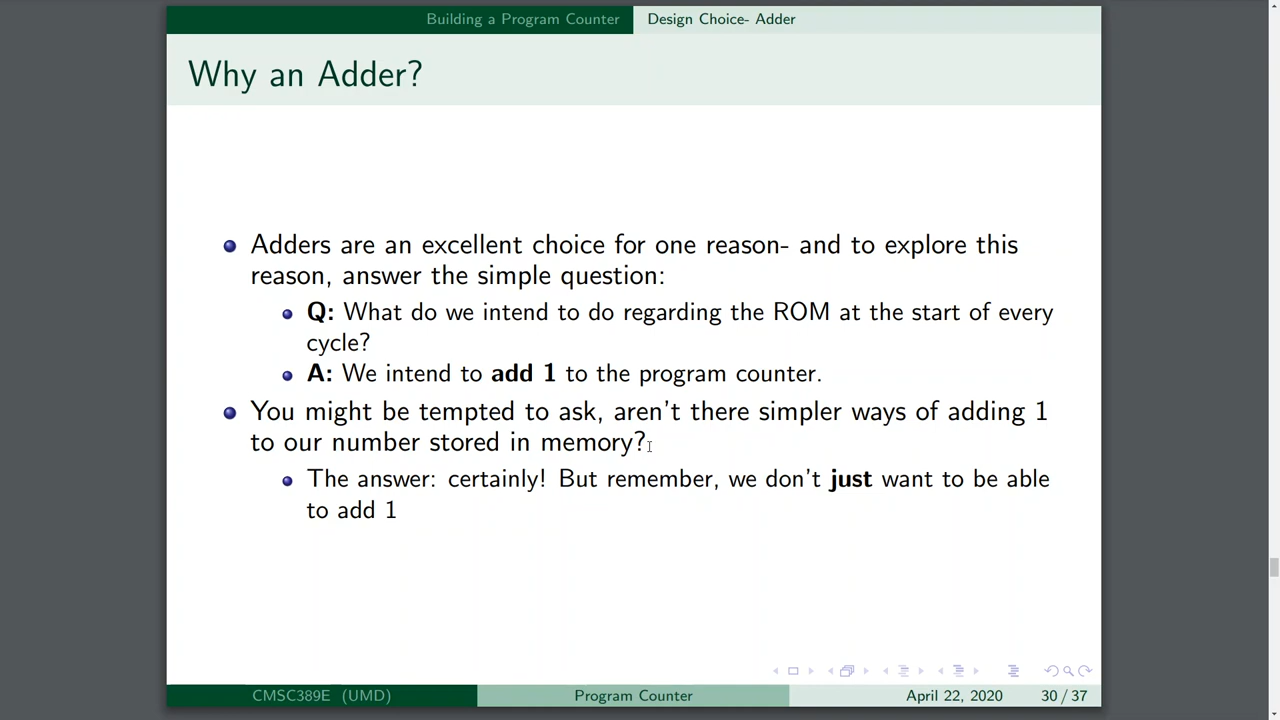 Building a Program Counter Design Choice- Adder
Why an Adder?
Adders are an excellent choice for one reason- and to explore this
reason, answer the simple question:
Q: What do we intend to do regarding the ROM at the start of every
cycle?
A: We intend to add 1 to the program counter.
You might be tempted to ask, aren't there simpler ways of adding 1
to our number stored in memory?
The answer: certainly! But remember, we don't just want to be able
to add 1
CMSC389E (UMD) Program Counter April 22, 2020 30 / 37